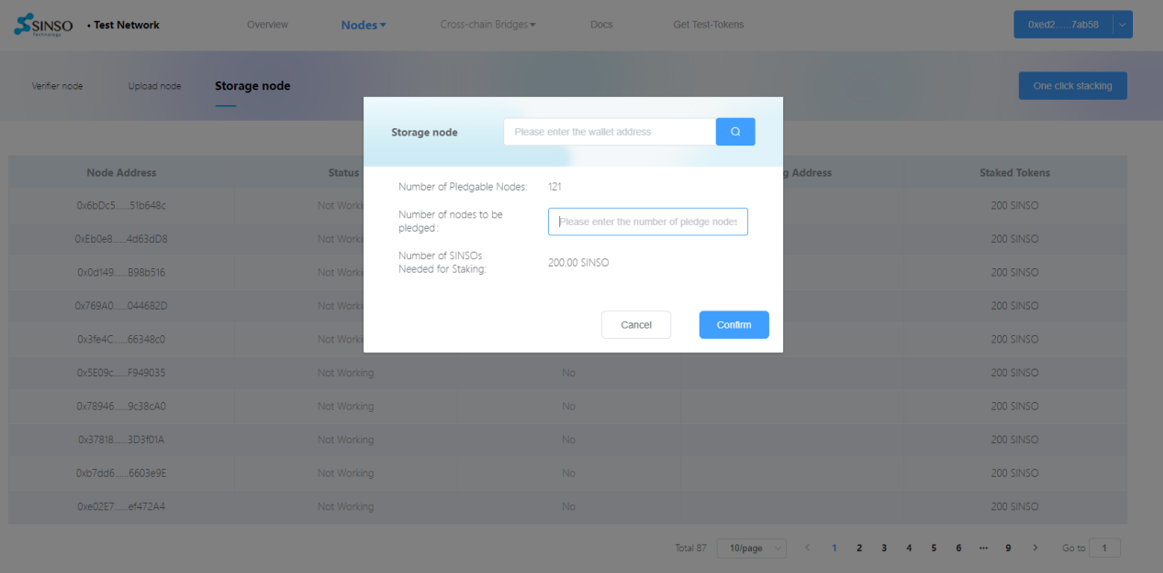 SINSO
Technology
• Test Network
Overview
Nodes
Cross-chain Bridges
Docs
Get Test-Tokens
0xed2......7ab58
Verifier node
Upload node
Storage node
One click stacking
Storage node
Please enter the wallet address
Number of Pledgable Nodes:
121
Number of nodes to be
pledged:
Please enter the number of pledge nodes
Number of SINSOs
Needed for Staking:
200.00 SINSO
Cancel
Confirm
Node Address Status Address Staked Tokens
0x6bDc5......51b648c Not Worki 200 SINSO
0xEb0e8......4d63dD8 Not Worki 200 SINSO
0x0d149......B98b516 Not Worki 200 SINSO
0x769A0......044682D Not Worki 200 SINSO
0x3fe4C......66348c0 Not Worki 200 SINSO
0x5E09c......F949035 Not Working No 200 SINSO
0x78946......9c38cA0 Not Working No 200 SINSO
0x37818......3D3f01A Not Working No 200 SINSO
0xb7dd6......6603e9E Not Working No 200 SINSO
0xe02E7......ef472A4 Not Working No 200 SINSO
Total 87 10/page < 1 2 3 4 5 6 ··· 9 > Go to 1